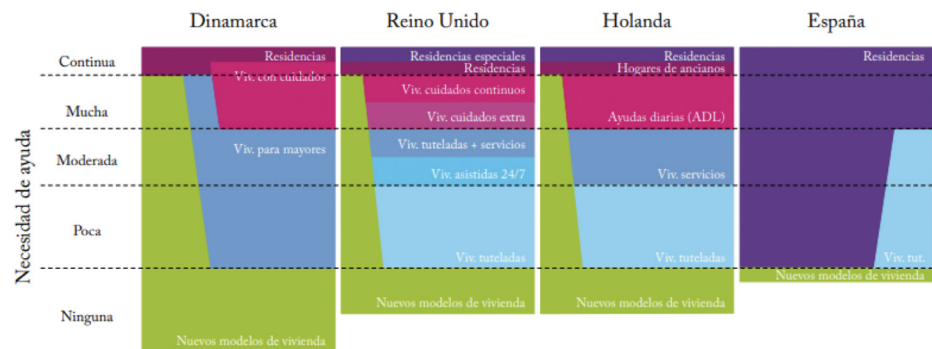 Dinamarca
Reino Unido
Holanda
España
Necesidad de ayuda
Continua
Mucha
Moderada
Poca
Ninguna
Residencias
Viv. con cuidados
Viv. para mayores
Nuevos modelos de vivienda
Residencias especiales
Residencias
Viv. cuidados continuos
Viv. cuidados extra
Viv. tuteladas + servicios
Viv. asistidas 24/7
Viv. tuteladas
Nuevos modelos de vivienda
Residencias
Hogares de ancianos
Ayudas diarias (ADL)
Viv. servicios
Viv. tuteladas
Nuevos modelos de vivienda
Residencias
Viv. tut.
Nuevos modelos de vivienda